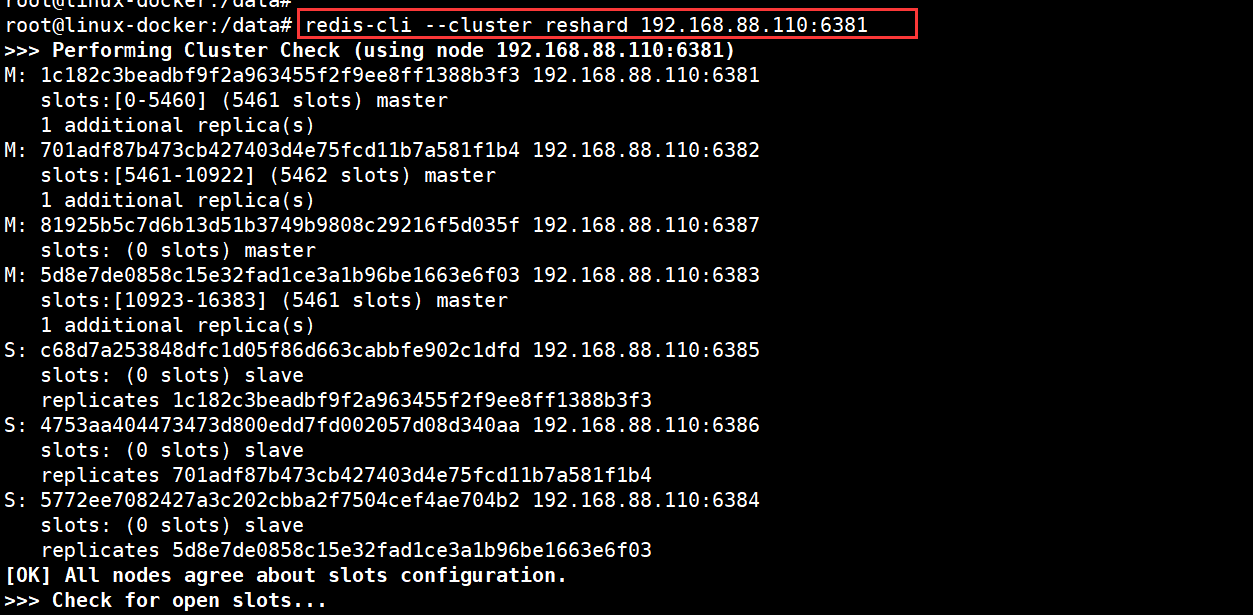 root@linux-docker:/data#
root@linux-docker:/data# redis-cli --cluster reshard 192.168.88.110:6381
>>> Performing Cluster Check (using node 192.168.88.110:6381)
M: 1c182c3beadbf9f2a963455f2f9ee8ff1388b3f3 192.168.88.110:6381
   slots:[0-5460] (5461 slots) master
   1 additional replica(s)
M: 701adf87b473cb427403d4e75fcd11b7a581f1b4 192.168.88.110:6382
   slots:[5461-10922] (5462 slots) master
   1 additional replica(s)
M: 81925b5c7d6b13d51b3749b9808c29216f5d035f 192.168.88.110:6387
   slots: (0 slots) master
M: 5d8e7de0858c15e32fad1ce3a1b96be1663e6f03 192.168.88.110:6383
   slots:[10923-16383] (5461 slots) master
   1 additional replica(s)
S: c68d7a253848dfc1d05f86d663cabbfe902c1dfd 192.168.88.110:6385
   slots: (0 slots) slave
   replicates 1c182c3beadbf9f2a963455f2f9ee8ff1388b3f3
S: 4753aa404473473d800edd7fd002057d08d340aa 192.168.88.110:6386
   slots: (0 slots) slave
   replicates 701adf87b473cb427403d4e75fcd11b7a581f1b4
S: 5772ee7082427a3c202cbba2f7504cef4ae704b2 192.168.88.110:6384
   slots: (0 slots) slave
   replicates 5d8e7de0858c15e32fad1ce3a1b96be1663e6f03
[OK] All nodes agree about slots configuration.
>>> Check for open slots...